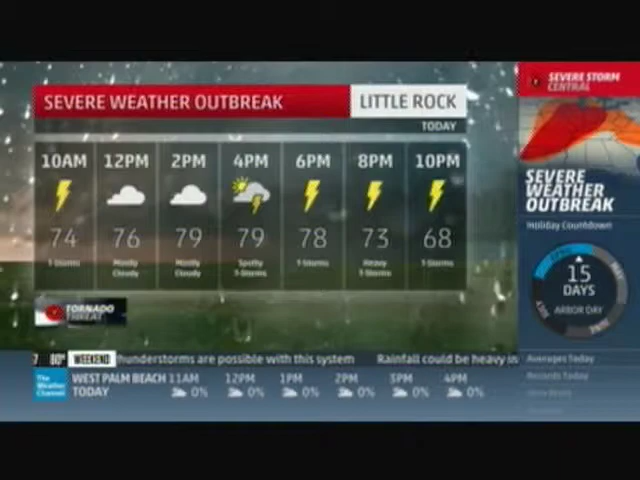 SEVERE WEATHER OUTBREAK
LITTLE ROCK
TODAY
10AM 12PM 2PM 4PM 6PM 8PM 10PM
74 76 79 79 78 73 68
T-Storms Mostly Cloudy Mostly Cloudy Spotty T-Storms T-Storms Heavy T-Storms T-Storms
TORNADO
THREAT
SEVERE STORM
CENTRAL
SEVERE
WEATHER
OUTBREAK
Holiday Countdown
15
DAYS
ARBOR DAY
Averages Today
Records Today
7 80° WEEKEND hunderstorms are possible with this system Rainfall could be heavy in
The
Weather
Channel
WEST PALM BEACH 11AM 12PM 1PM 2PM 3PM 4PM
TODAY 0% 0% 0% 0% 0% 0%